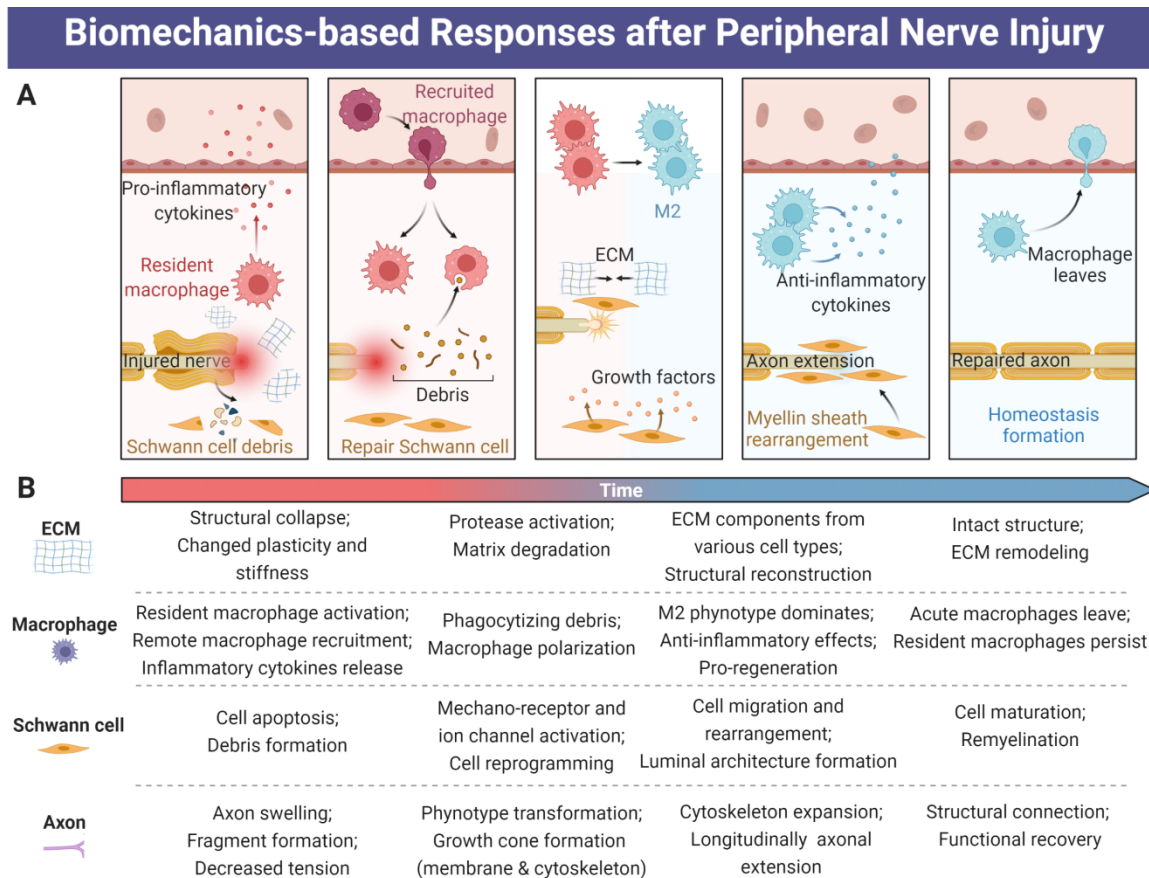 Biomechanics-based Responses after Peripheral Nerve Injury
A
Pro-inflammatory
cytokines
Resident
macrophage
Injured nerve
Schwann cell debris
Recruited
macrophage
Debris
Repair Schwann cell
M2
ECM
Growth factors
Anti-inflammatory
cytokines
Axon extension
Myellin sheath
rearrangement
Macrophage
leaves
Repaired axon
Homeostasis
formation
B
Time
ECM
Structural collapse;
Changed plasticity and
stiffness
Protease activation;
Matrix degradation
ECM components from
various cell types;
Structural reconstruction
Intact structure;
ECM remodeling
Macrophage
Resident macrophage activation;
Remote macrophage recruitment;
Inflammatory cytokines release
Phagocytizing debris;
Macrophage polarization
M2 phynotype dominates;
Anti-inflammatory effects;
Pro-regeneration
Acute macrophages leave;
Resident macrophages persist
Schwann cell
Cell apoptosis;
Debris formation
Mechano-receptor and
ion channel activation;
Cell reprogramming
Cell migration and
rearrangement;
Luminal architecture formation
Cell maturation;
Remyelination
Axon
Axon swelling;
Fragment formation;
Decreased tension
Phynotype transformation;
Growth cone formation
(membrane & cytoskeleton)
Cytoskeleton expansion;
Longitudinally axonal
extension
Structural connection;
Functional recovery